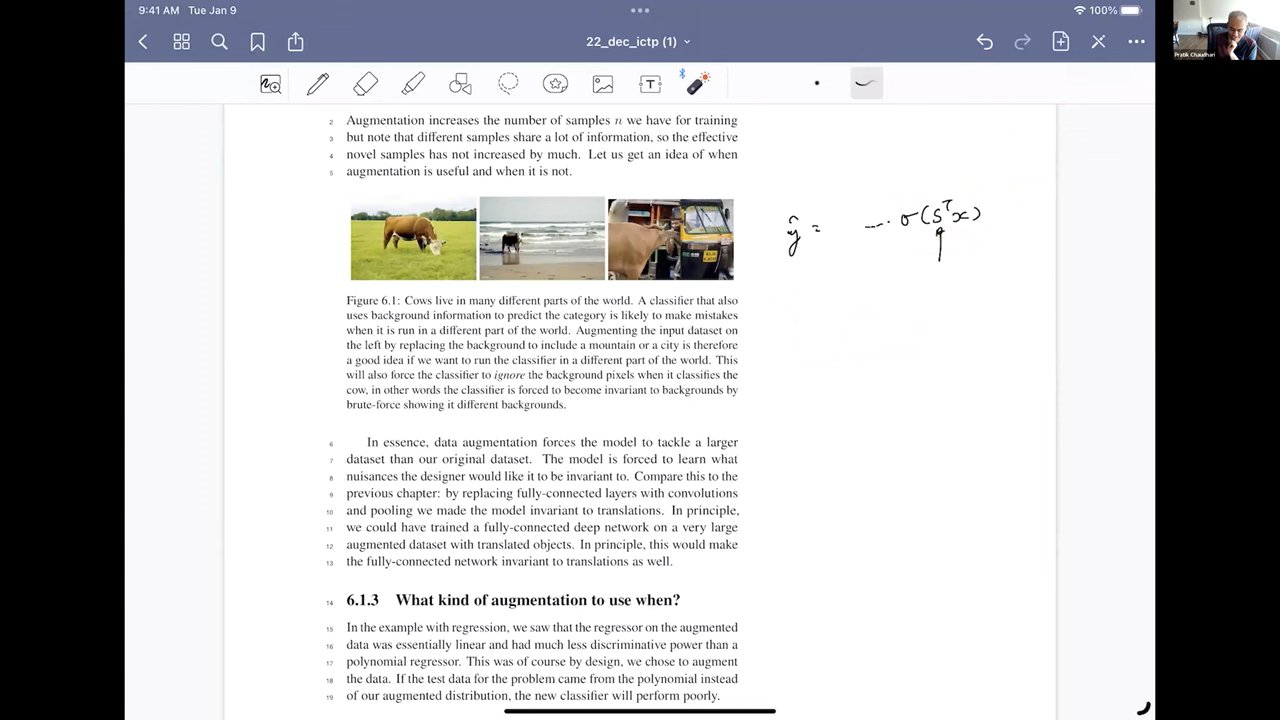 9:41 AM Tue Jan 9
100%
Pratik Chaudhari
22_dec_ictp (1)
2 Augmentation increases the number of samples n we have for training
3 but note that different samples share a lot of information, so the effective
4 novel samples has not increased by much. Let us get an idea of when
5 augmentation is useful and when it is not.
ŷ = .... σ(Sᵀx)
Figure 6.1: Cows live in many different parts of the world. A classifier that also
uses background information to predict the category is likely to make mistakes
when it is run in a different part of the world. Augmenting the input dataset on
the left by replacing the background to include a mountain or a city is therefore
a good idea if we want to run the classifier in a different part of the world. This
will also force the classifier to ignore the background pixels when it classifies the
cow, in other words the classifier is forced to become invariant to backgrounds by
brute-force showing it different backgrounds.
6 In essence, data augmentation forces the model to tackle a larger
7 dataset than our original dataset. The model is forced to learn what
8 nuisances the designer would like it to be invariant to. Compare this to the
9 previous chapter: by replacing fully-connected layers with convolutions
10 and pooling we made the model invariant to translations. In principle,
11 we could have trained a fully-connected deep network on a very large
12 augmented dataset with translated objects. In principle, this would make
13 the fully-connected network invariant to translations as well.
14 6.1.3 What kind of augmentation to use when?
15 In the example with regression, we saw that the regressor on the augmented
16 data was essentially linear and had much less discriminative power than a
17 polynomial regressor. This was of course by design, we chose to augment
18 the data. If the test data for the problem came from the polynomial instead
19 of our augmented distribution, the new classifier will perform poorly.